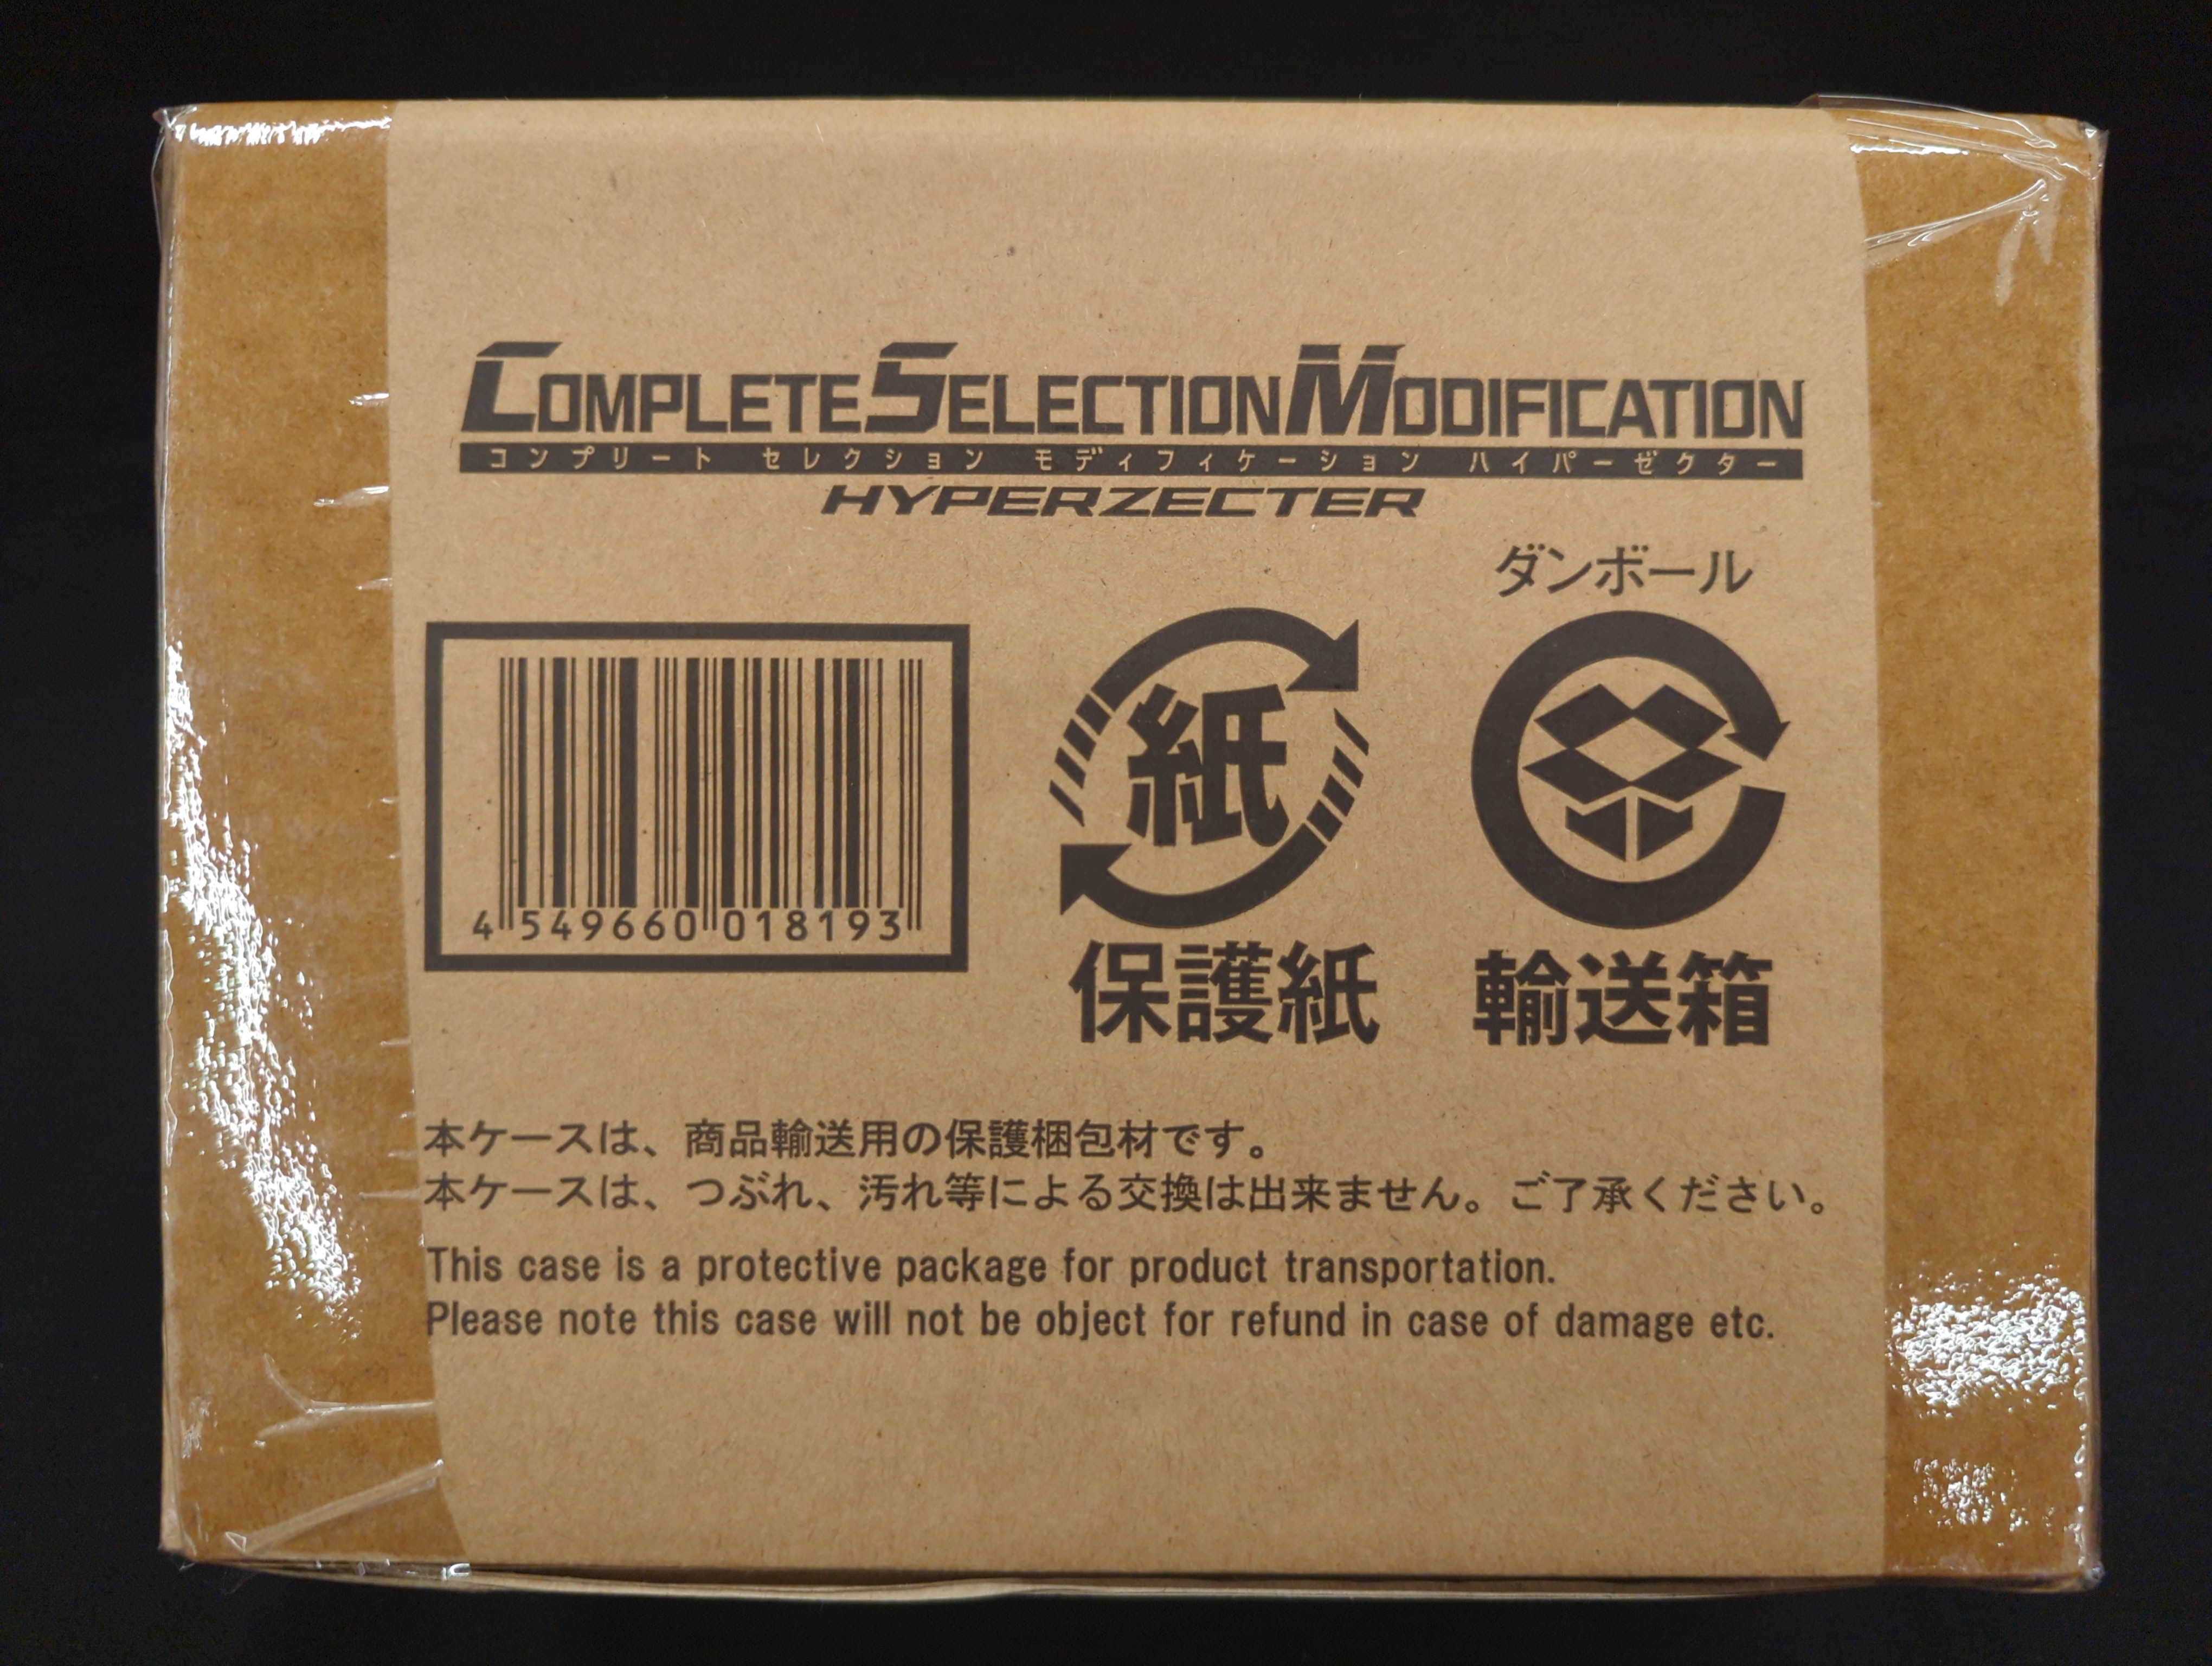 COMPLETE SELECTION MODIFICATION
コンプリート セレクション モディフィケーション ハイパーゼクター
HYPERZECTER
ダンボール
紙
4 549660 018193
保護紙
輸送箱
本ケースは、商品輸送用の保護梱包材です。
本ケースは、つぶれ、汚れ等による交換は出来ません。ご了承ください。
This case is a protective package for product transportation.
Please note this case will not be object for refund in case of damage etc.